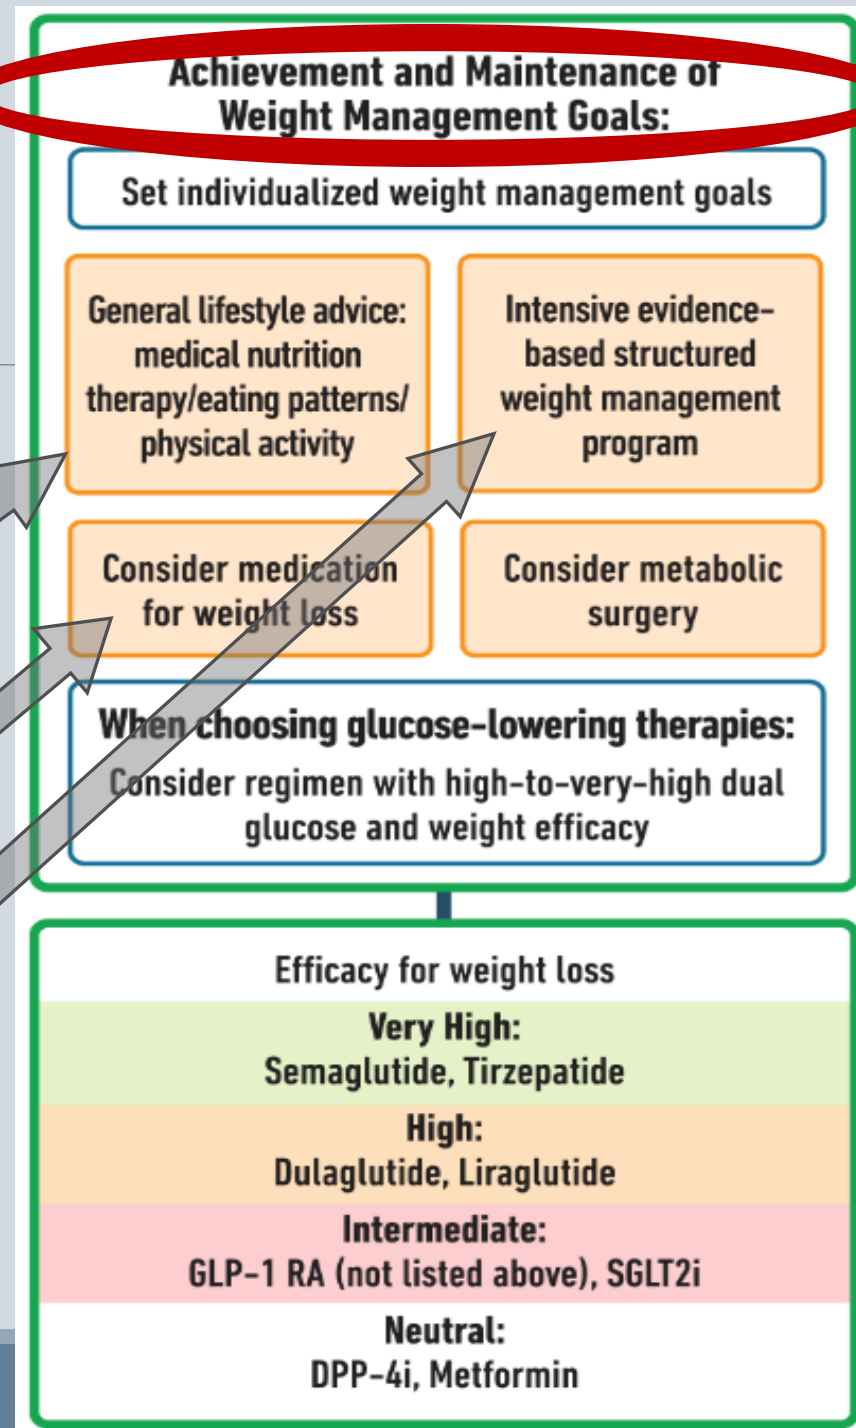 Achievement and Maintenance of
Weight Management Goals:
Set individualized weight management goals
General lifestyle advice:
medical nutrition
therapy/eating patterns/
physical activity
Intensive evidence-
based structured
weight management
program
Consider medication
for weight loss
Consider metabolic
surgery
When choosing glucose-lowering therapies:
Consider regimen with high-to-very-high dual
glucose and weight efficacy
Efficacy for weight loss
Very High:
Semaglutide, Tirzepatide
High:
Dulaglutide, Liraglutide
Intermediate:
GLP-1 RA (not listed above), SGLT2i
Neutral:
DPP-4i, Metformin